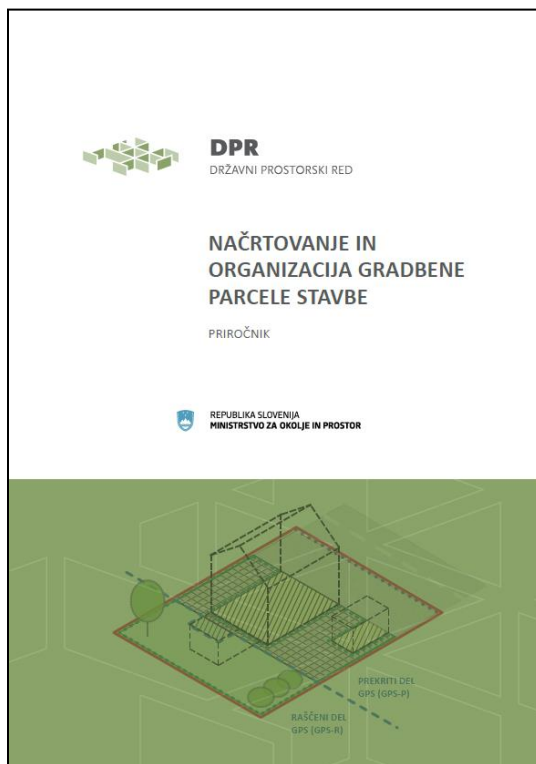 DPR
DRŽAVNI PROSTORSKI RED
NAČRTOVANJE IN
ORGANIZACIJA GRADBENE
PARCELE STAVBE
PRIROČNIK
REPUBLIKA SLOVENIJA
MINISTRSTVO ZA OKOLJE IN PROSTOR
PREKRITI DEL
GPS (GPS-P)
RAŠČENI DEL
GPS (GPS-R)